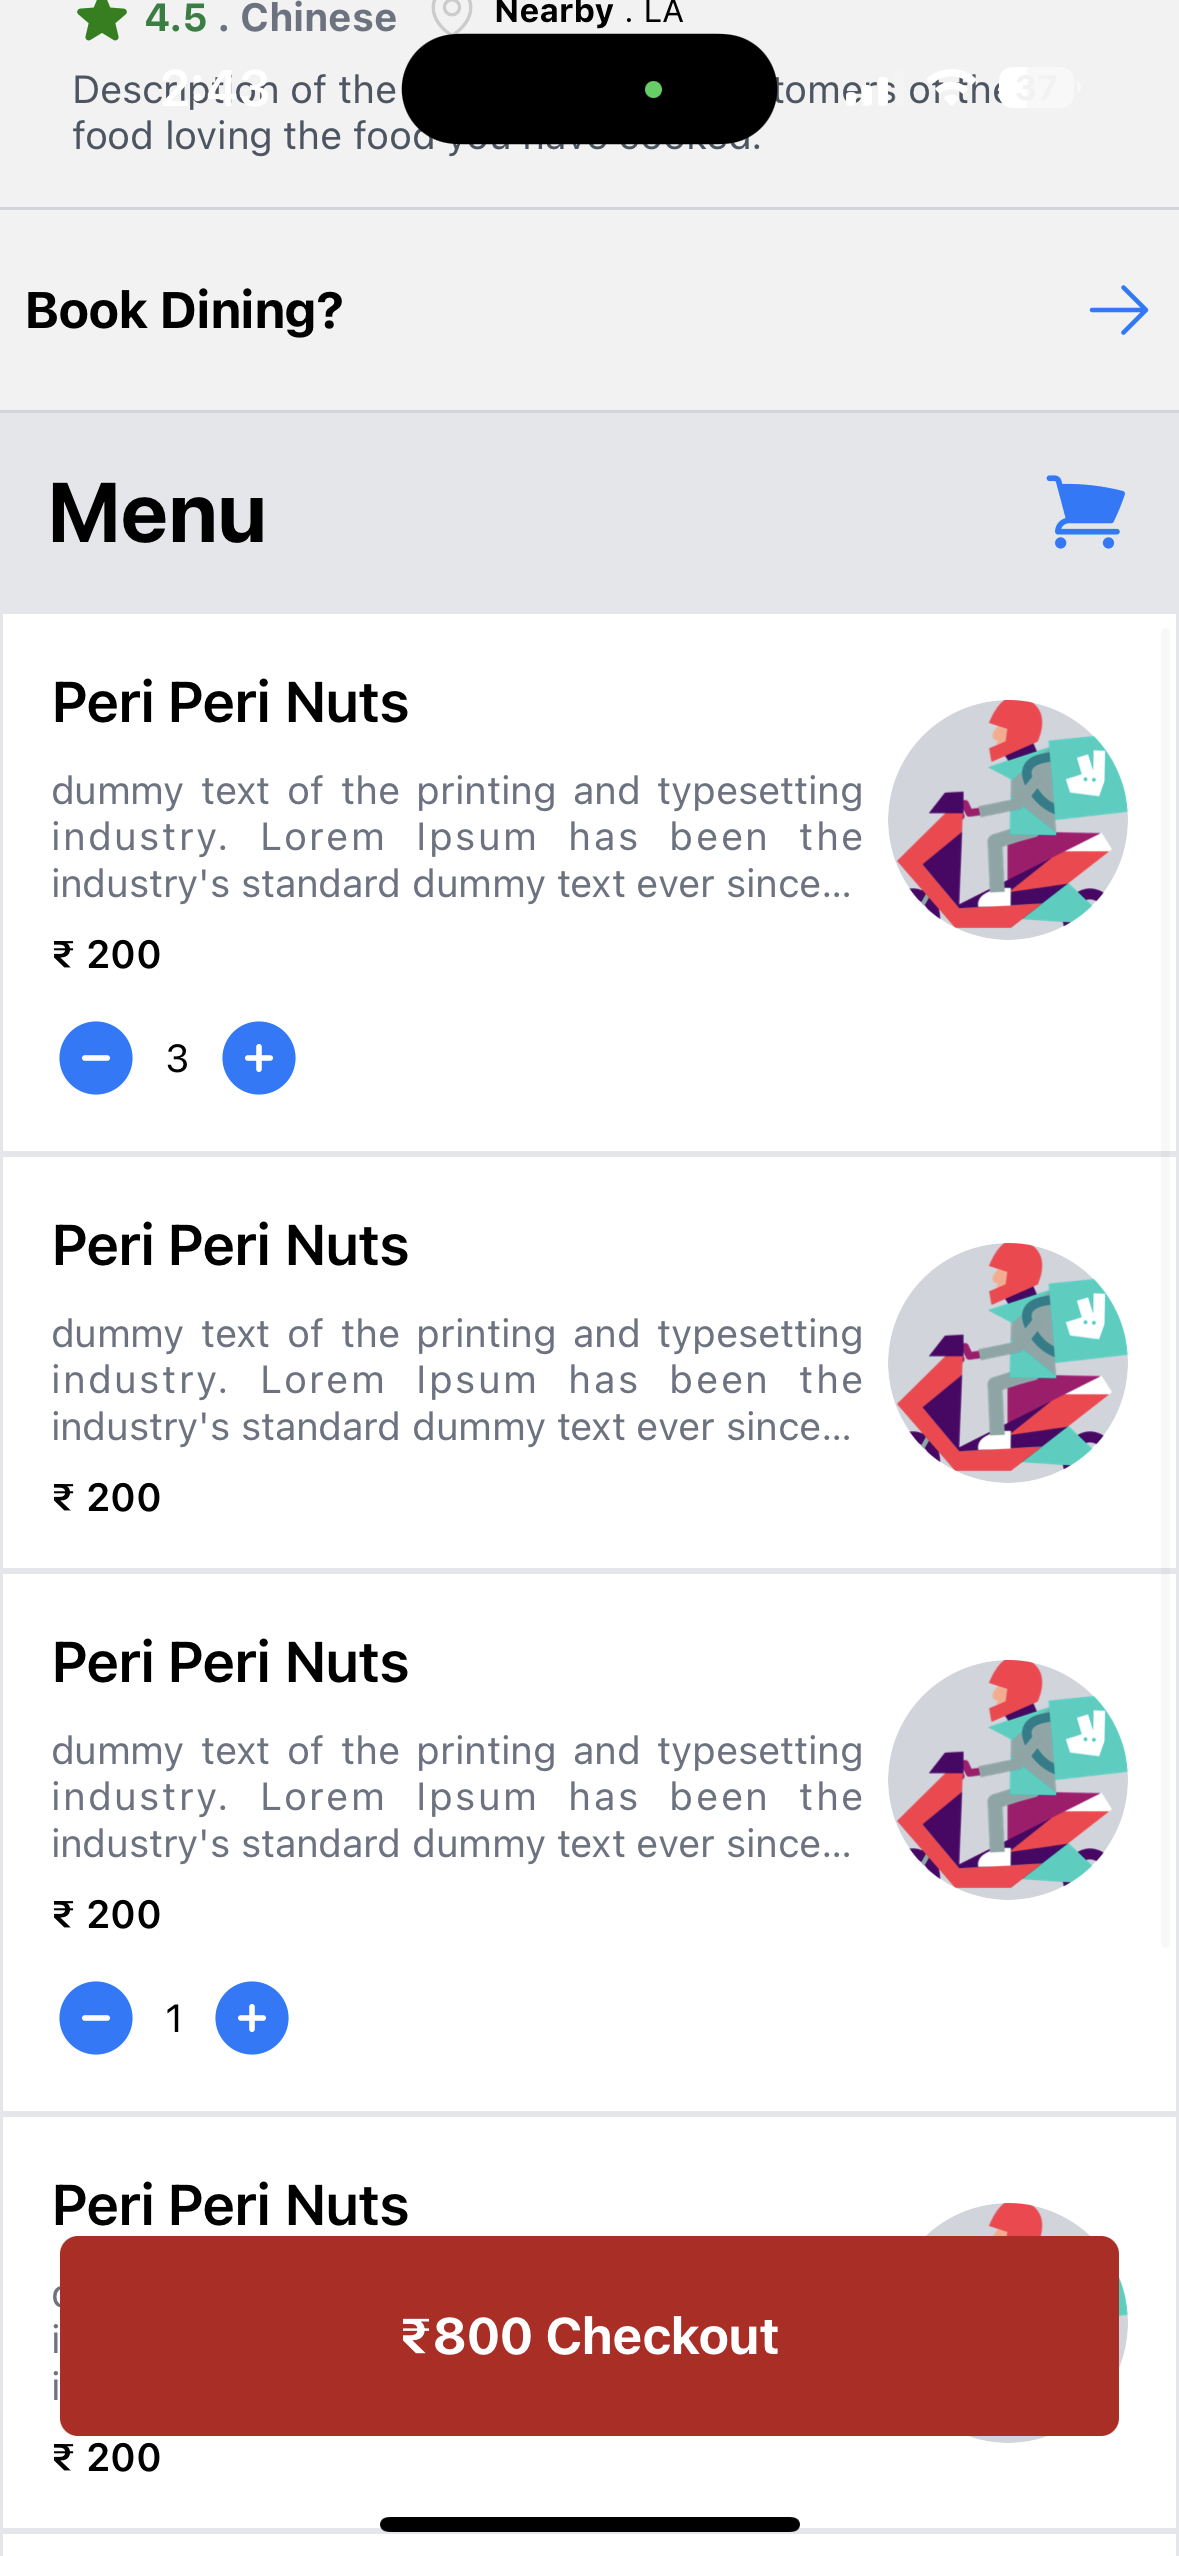 4.5 . Chinese Nearby . LA
2:43 37
Description of the tomers of the
food loving the food you have cooked.
Book Dining?
Menu
Peri Peri Nuts
dummy text of the printing and typesetting
industry. Lorem Ipsum has been the
industry's standard dummy text ever since...
₹ 200
3
Peri Peri Nuts
dummy text of the printing and typesetting
industry. Lorem Ipsum has been the
industry's standard dummy text ever since...
₹ 200
Peri Peri Nuts
dummy text of the printing and typesetting
industry. Lorem Ipsum has been the
industry's standard dummy text ever since...
₹ 200
1
Peri Peri Nuts
₹800 Checkout
₹ 200